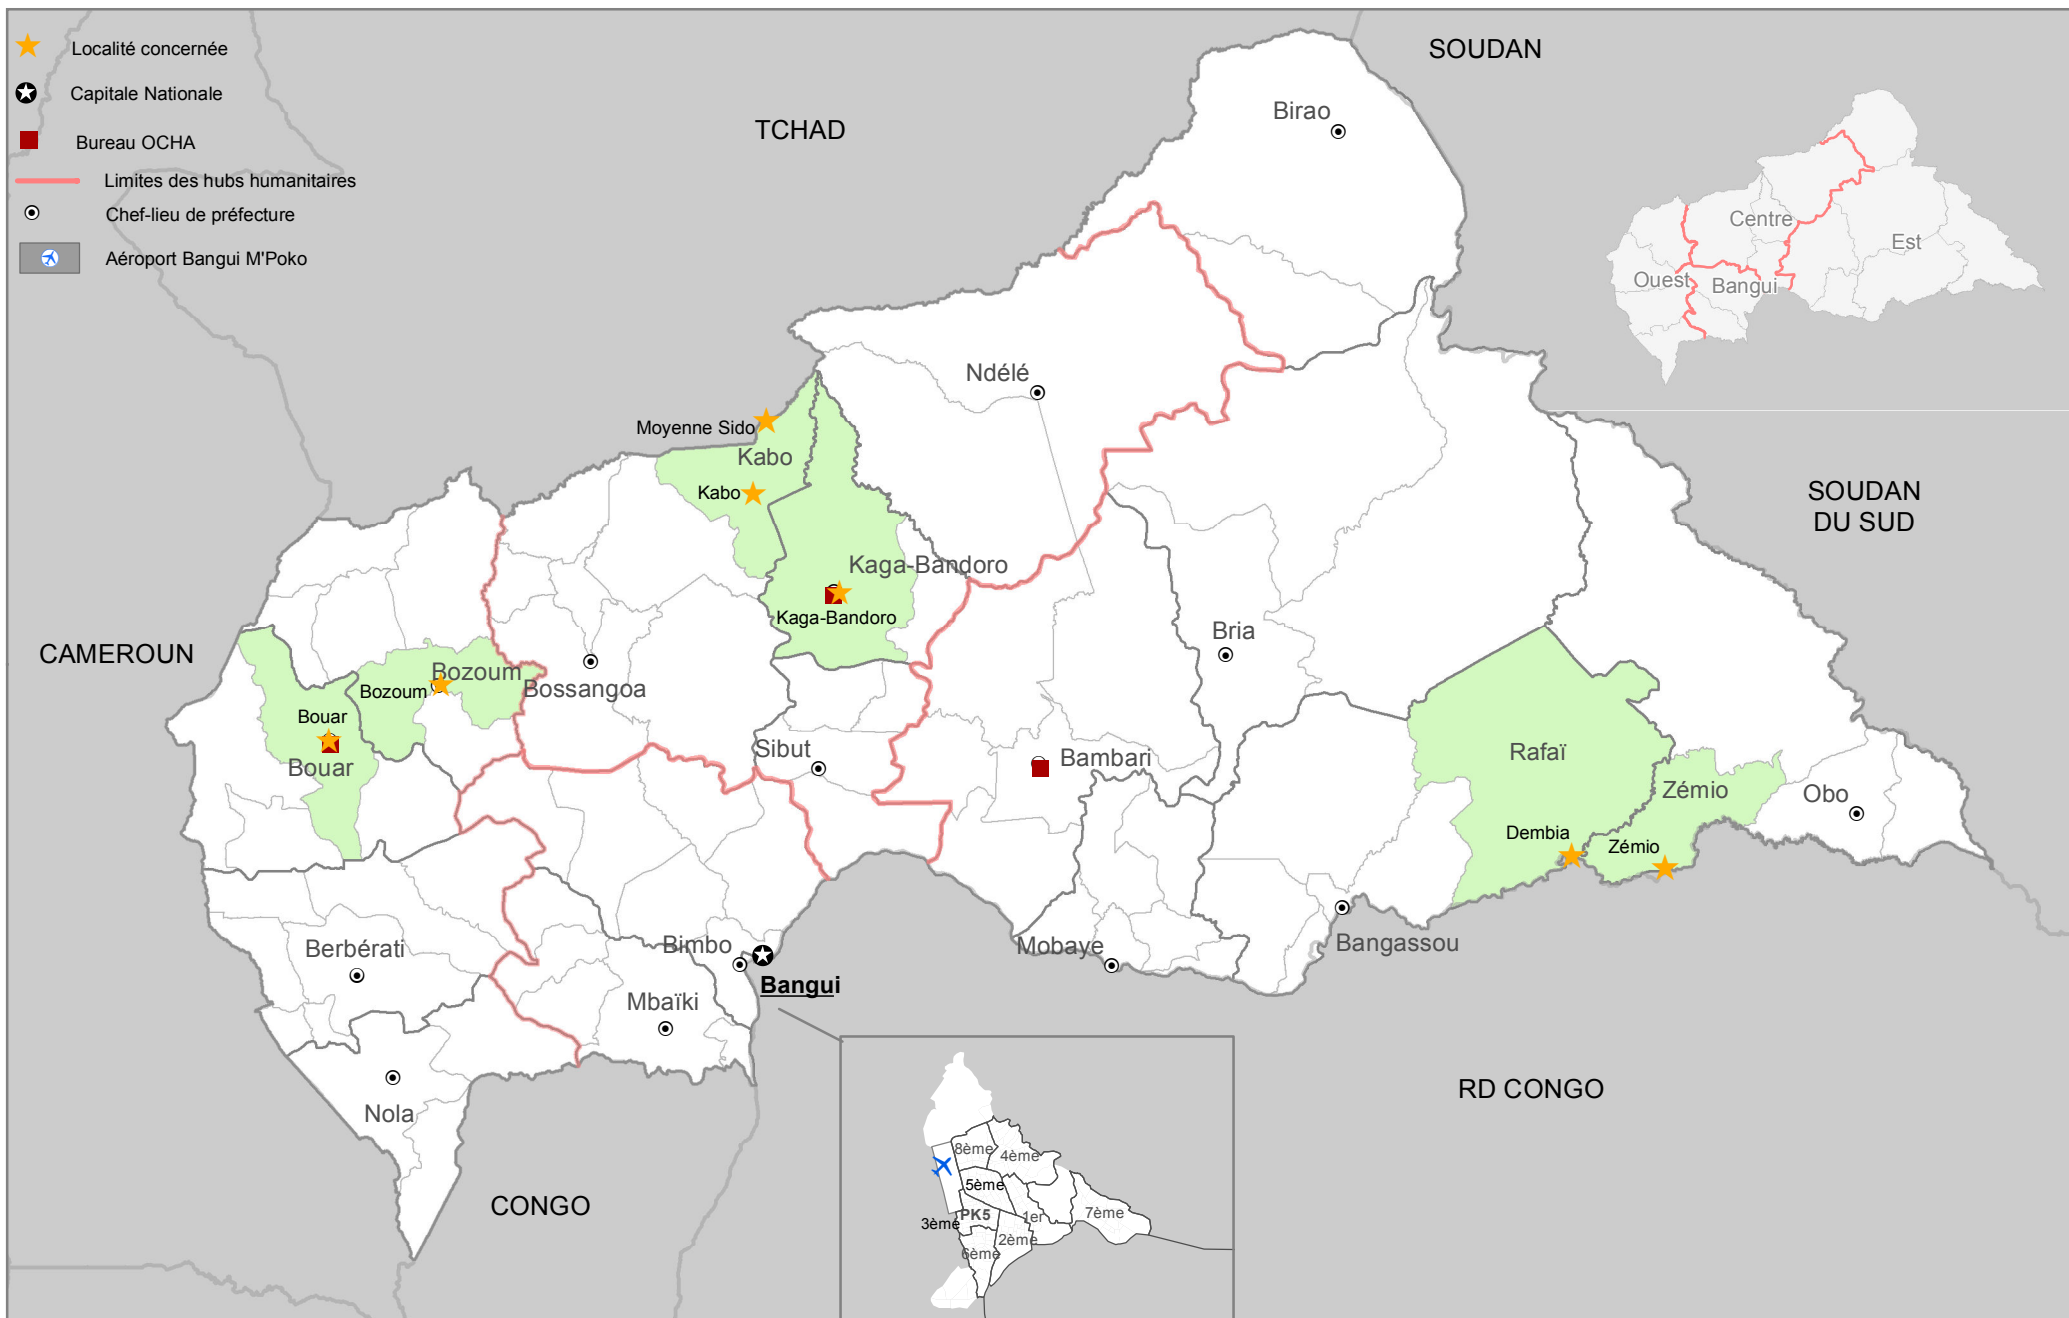 Localité concernée
Capitale Nationale
Bureau OCHA
Limites des hubs humanitaires
Chef-lieu de préfecture
Aéroport Bangui M'Poko
SOUDAN
TCHAD
Birao
Centre
Est
Ouest
Bangui
Ndélé
Moyenne Sido
Kabo
Kabo
SOUDAN
DU SUD
Kaga-Bandoro
Kaga-Bandoro
Bria
CAMEROUN
Bozoum
Bozoum
Bossangoa
Bouar
Bouar
Sibut
Bambari
Rafaï
Zémio
Obo
Dembia
Zémio
Berbérati
Bimbo
Bangui
Mobaye
Bangassou
Mbaïki
Nola
RD CONGO
CONGO
8ème
4ème
5ème
3ème
PK5
1er
7ème
2ème
6ème